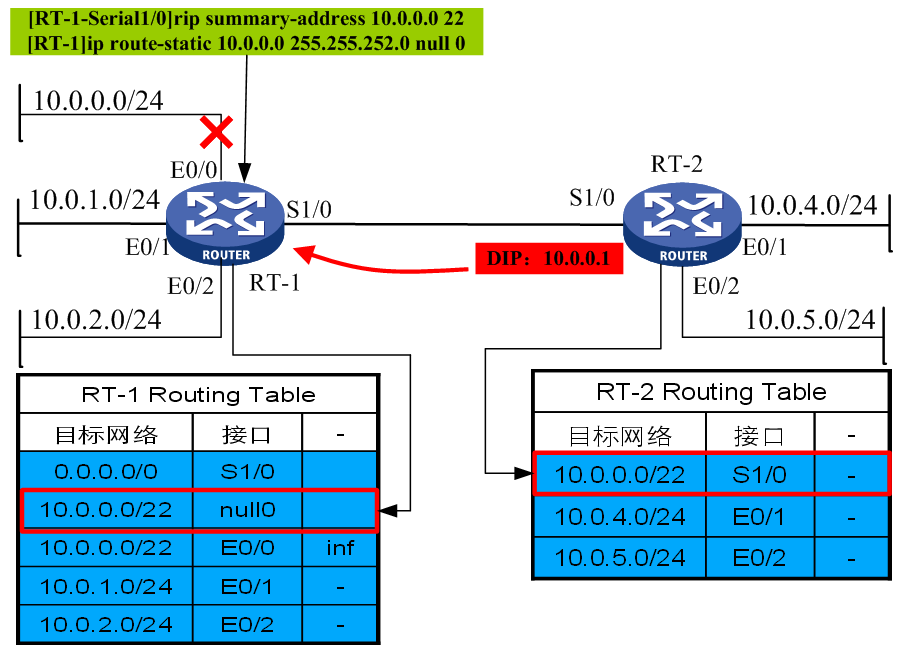 [RT-1-Serial1/0]rip summary-address 10.0.0.0 22
[RT-1]ip route-static 10.0.0.0 255.255.252.0 null 0
10.0.0.0/24
E0/0
RT-2
10.0.1.0/24
S1/0
S1/0
10.0.4.0/24
E0/1
ROUTER
ROUTER
E0/1
DIP：10.0.0.1
E0/2
RT-1
E0/2
10.0.2.0/24
10.0.5.0/24
RT-1 Routing Table
目标网络 接口 -
0.0.0.0/0 S1/0
10.0.0.0/22 null0
10.0.0.0/22 E0/0 inf
10.0.1.0/24 E0/1 -
10.0.2.0/24 E0/2 -
RT-2 Routing Table
目标网络 接口 -
10.0.0.0/22 S1/0 -
10.0.4.0/24 E0/1 -
10.0.5.0/24 E0/2 -